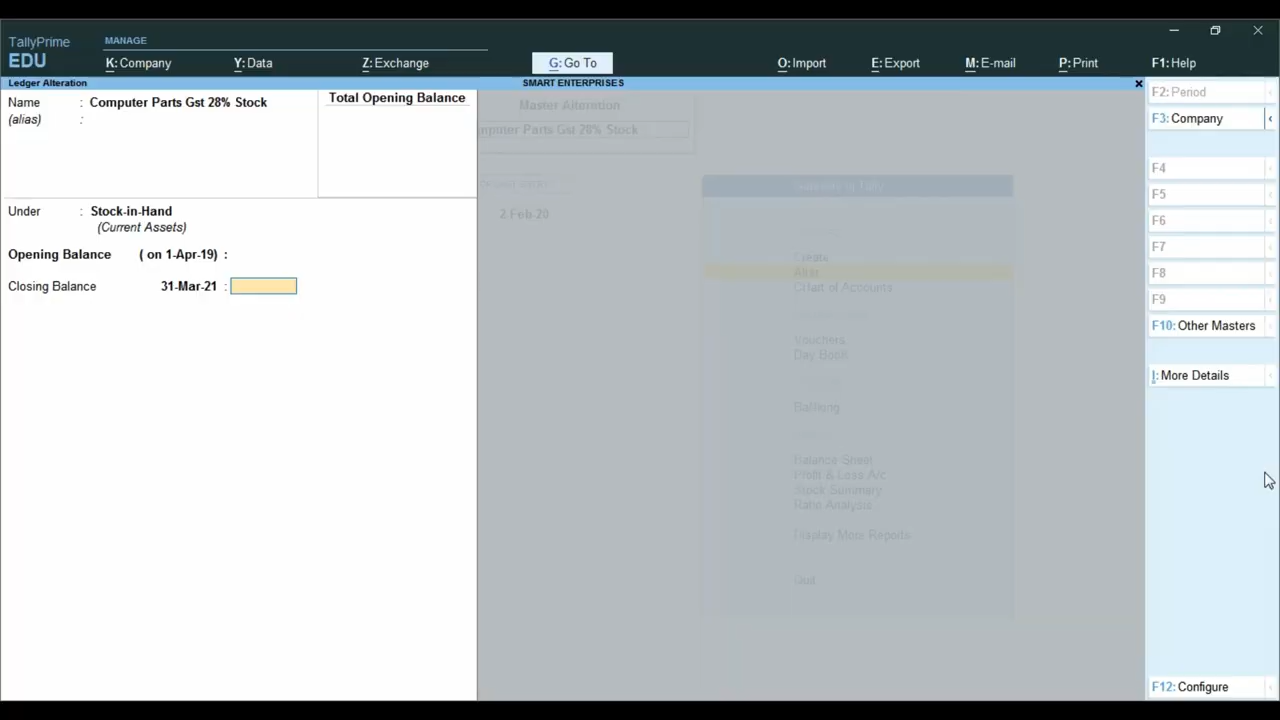 TallyPrime
EDU
MANAGE
K: Company
Y: Data
Z: Exchange
G: Go To
O: Import
E: Export
M: E-mail
P: Print
F1: Help
Ledger Alteration
SMART ENTERPRISES
Name : Computer Parts Gst 28% Stock
(alias) :
Total Opening Balance
Under : Stock-in-Hand
(Current Assets)
Opening Balance ( on 1-Apr-19) :
Closing Balance 31-Mar-21 :
Master Alteration
mputer Parts Gst 28% Stock
2-Feb-20
Create
Alter
Chart of Accounts
Vouchers
Day Book
Banking
Balance Sheet
Profit & Loss A/c
Stock Summary
Ratio Analysis
Display More Reports
Quit
F2: Period
F3: Company
F4
F5
F6
F7
F8
F9
F10: Other Masters
I: More Details
F12: Configure